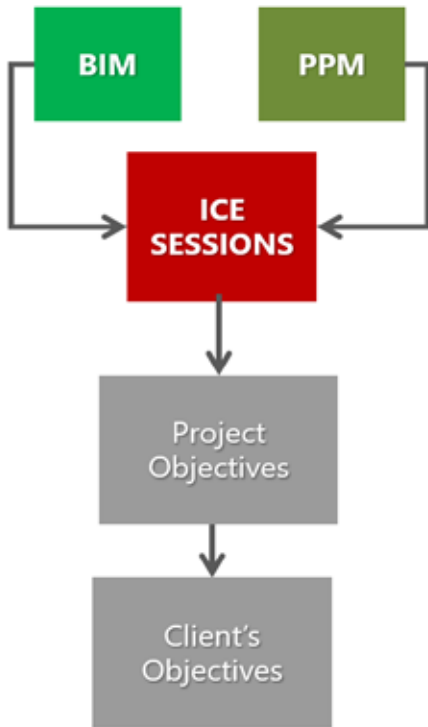 BIM
PPM
ICE
SESSIONS
Project
Objectives
Client's
Objectives